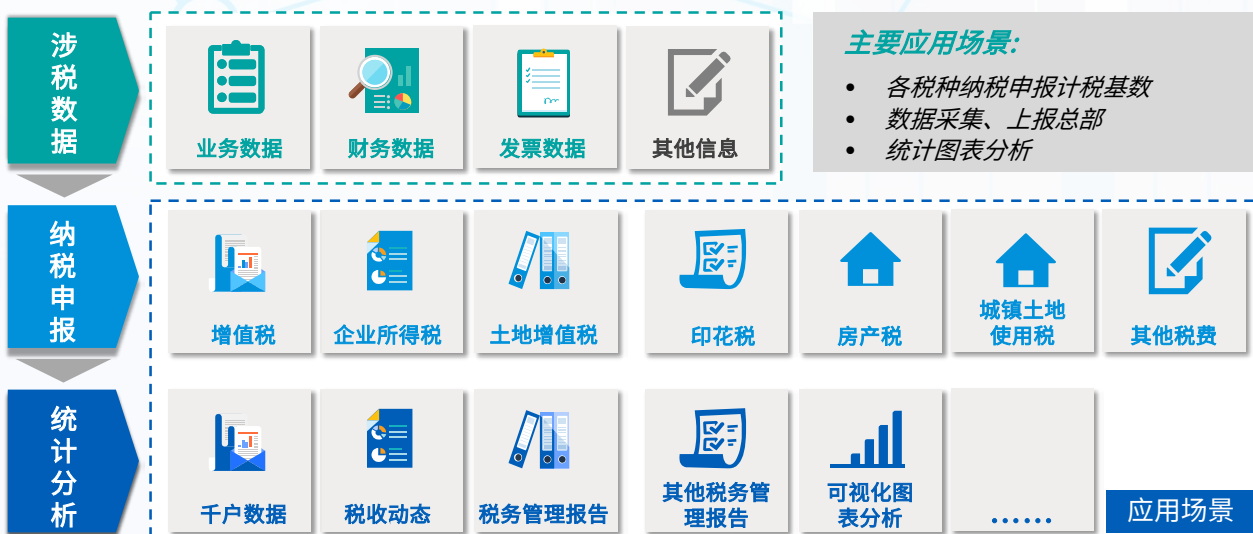 涉税数据
业务数据
财务数据
发票数据
其他信息
主要应用场景:
• 各税种纳税申报计税基数
• 数据采集、上报总部
• 统计图表分析
纳税申报
增值税
企业所得税
土地增值税
印花税
房产税
城镇土地
使用税
其他税费
统计分析
千户数据
税收动态
税务管理报告
其他税务管
理报告
可视化图
表分析
......
应用场景